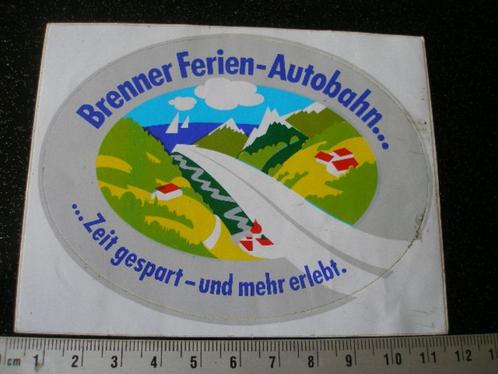 Brenner Ferien-Autobahn...
...Zeit gespart - und mehr erlebt.
cm 1 2 3 4 5 6 7 8 9 10 11 12